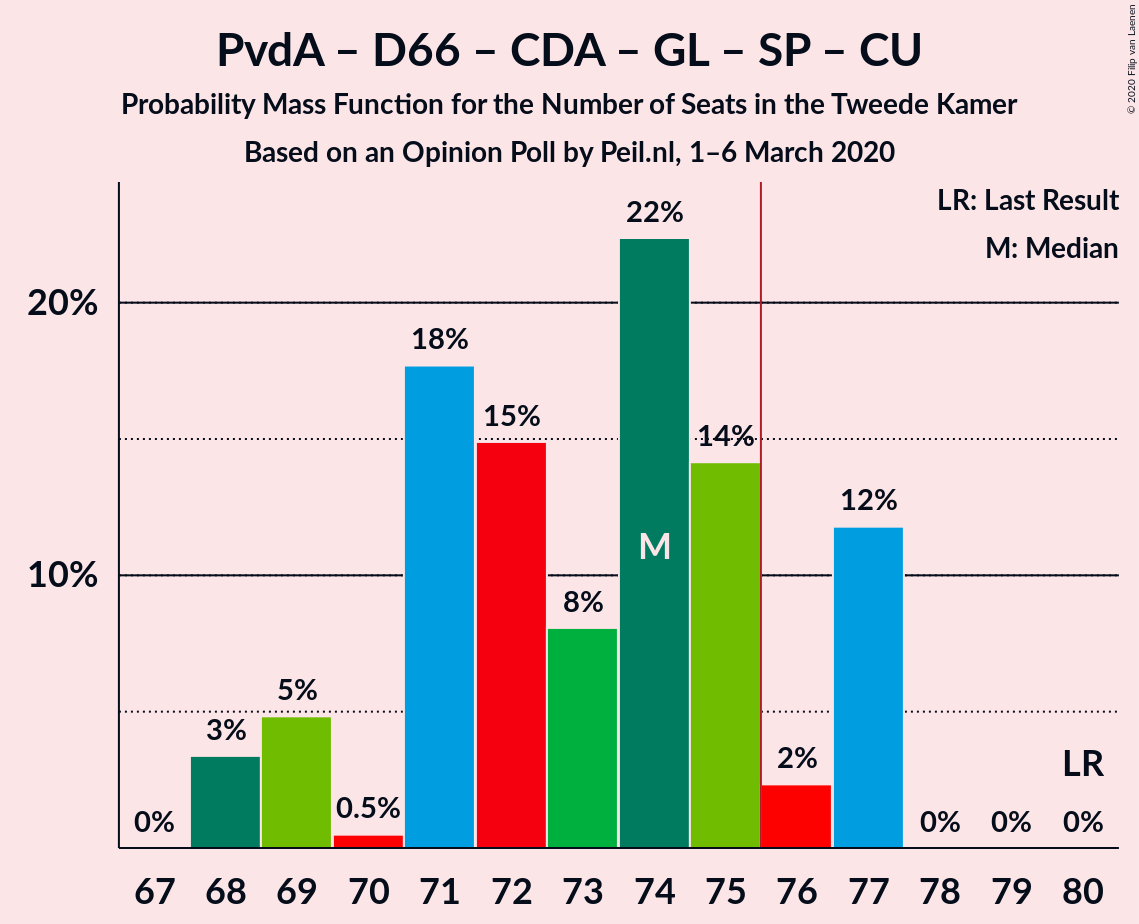 PvdA – D66 – CDA – GL – SP – CU
Probability Mass Function for the Number of Seats in the Tweede Kamer
Based on an Opinion Poll by Peil.nl, 1–6 March 2020
© 2020 Filip van Laenen
LR: Last Result
M: Median
20%
10%
0%
3%
5%
0.5%
18%
15%
8%
22%
M
14%
2%
12%
0%
0%
LR
0%
67 68 69 70 71 72 73 74 75 76 77 78 79 80